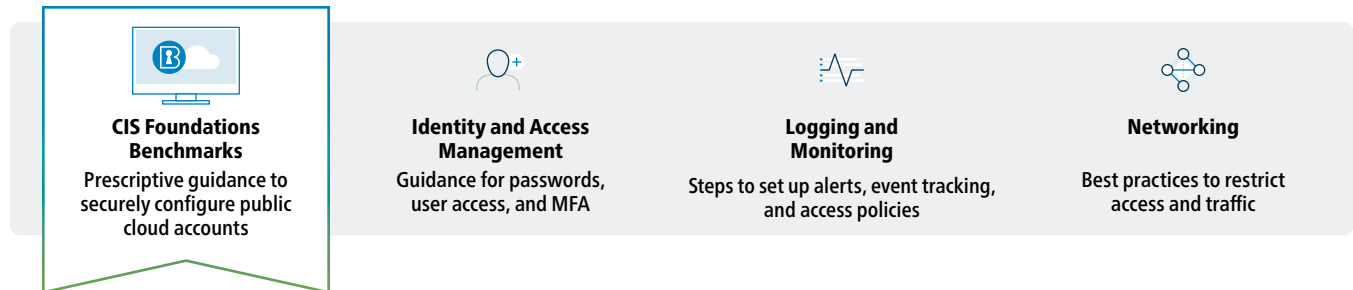 CIS Foundations
Benchmarks
Prescriptive guidance to
securely configure public
cloud accounts
Identity and Access
Management
Guidance for passwords,
user access, and MFA
Logging and
Monitoring
Steps to set up alerts, event tracking,
and access policies
Networking
Best practices to restrict
access and traffic